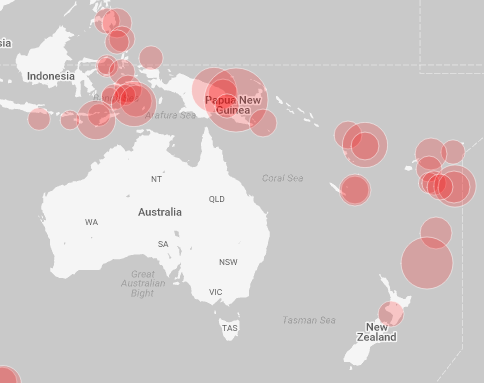 sia
Indonesia
Papua New
Guinea
Arafura Sea
Coral Sea
NT
QLD
WA
Australia
SA
NSW
Great
Australian
Bight
VIC
TAS
Tasman Sea
New
Zealand